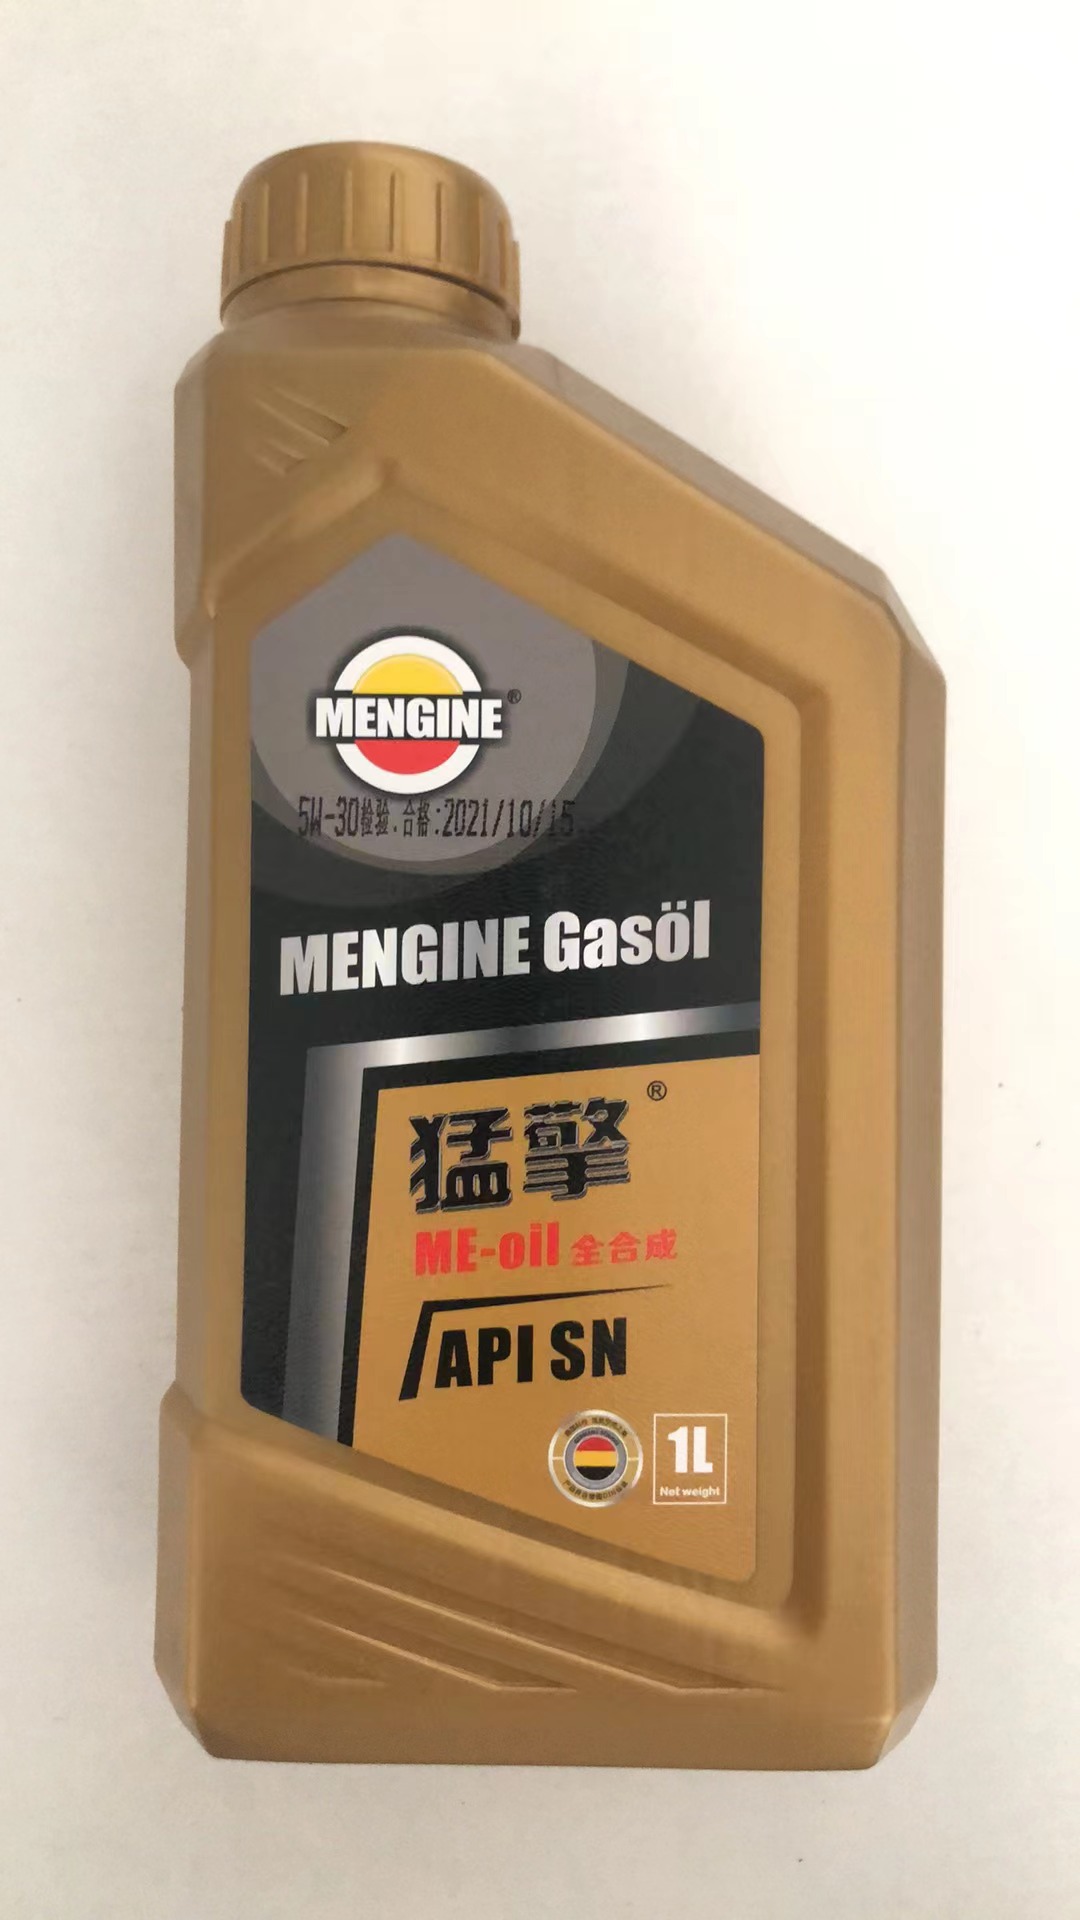 MENGINE®
5W-30检验.合格:2021/10/15
MENGINE Gasöl
猛擎®
ME-oil 全合成
API SN
1L
Net weight